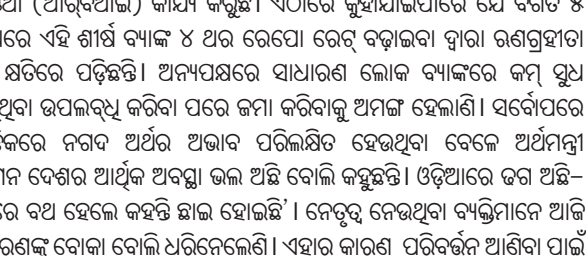 ଥା (ଆର୍‌ବିଆଇ) କାର୍ଯ୍ୟ କରୁଛି। ଏଠାରେ କୁହାଯାଇପାରେ ଯେ ବିଗତ ୫
ରେ ଏହି ଶୀର୍ଷ ବ୍ୟାଙ୍କ ୪ ଥର ରେପୋ ରେଟ୍ ବଢ଼ାଇବା ଦ୍ୱାରା ଋଣଗ୍ରହୀତା
କ୍ଷତିରେ ପଡ଼ିଛନ୍ତି। ଅନ୍ୟପକ୍ଷରେ ସାଧାରଣ ଲୋକ ବ୍ୟାଙ୍କରେ କମ୍ ସୁଧ
ଥିବା ଉପଲବ୍ଧି କରିବା ପରେ ଜମା କରିବାକୁ ଅମଙ୍ଗ ହେଲାଣି। ସର୍ବୋପରେ
କରେ ନଗଦ ଅର୍ଥର ଅଭାବ ପରିଲକ୍ଷିତ ହେଉଥିବା ବେଳେ ଅର୍ଥମନ୍ତ୍ରୀ
ନ ଦେଶର ଆର୍ଥିକ ଅବସ୍ଥା ଭଲ ଅଛି ବୋଲି କହୁଛନ୍ତି। ଓଡ଼ିଆରେ ଢଗ ଅଛି–
ରେ ବଥ ହେଲେ କହନ୍ତି ଛାଇ ହୋଇଛି’। ନେତୃତ୍ୱ ନେଉଥିବା ବ୍ୟକ୍ତିମାନେ ଆଜି
ରଣଙ୍କୁ ବୋକା ବୋଲି ଧରିନେଲେଣି। ଏହାର କାରଣ ପରିବର୍ତ୍ତନ ଆଣିବା ପାଇଁ